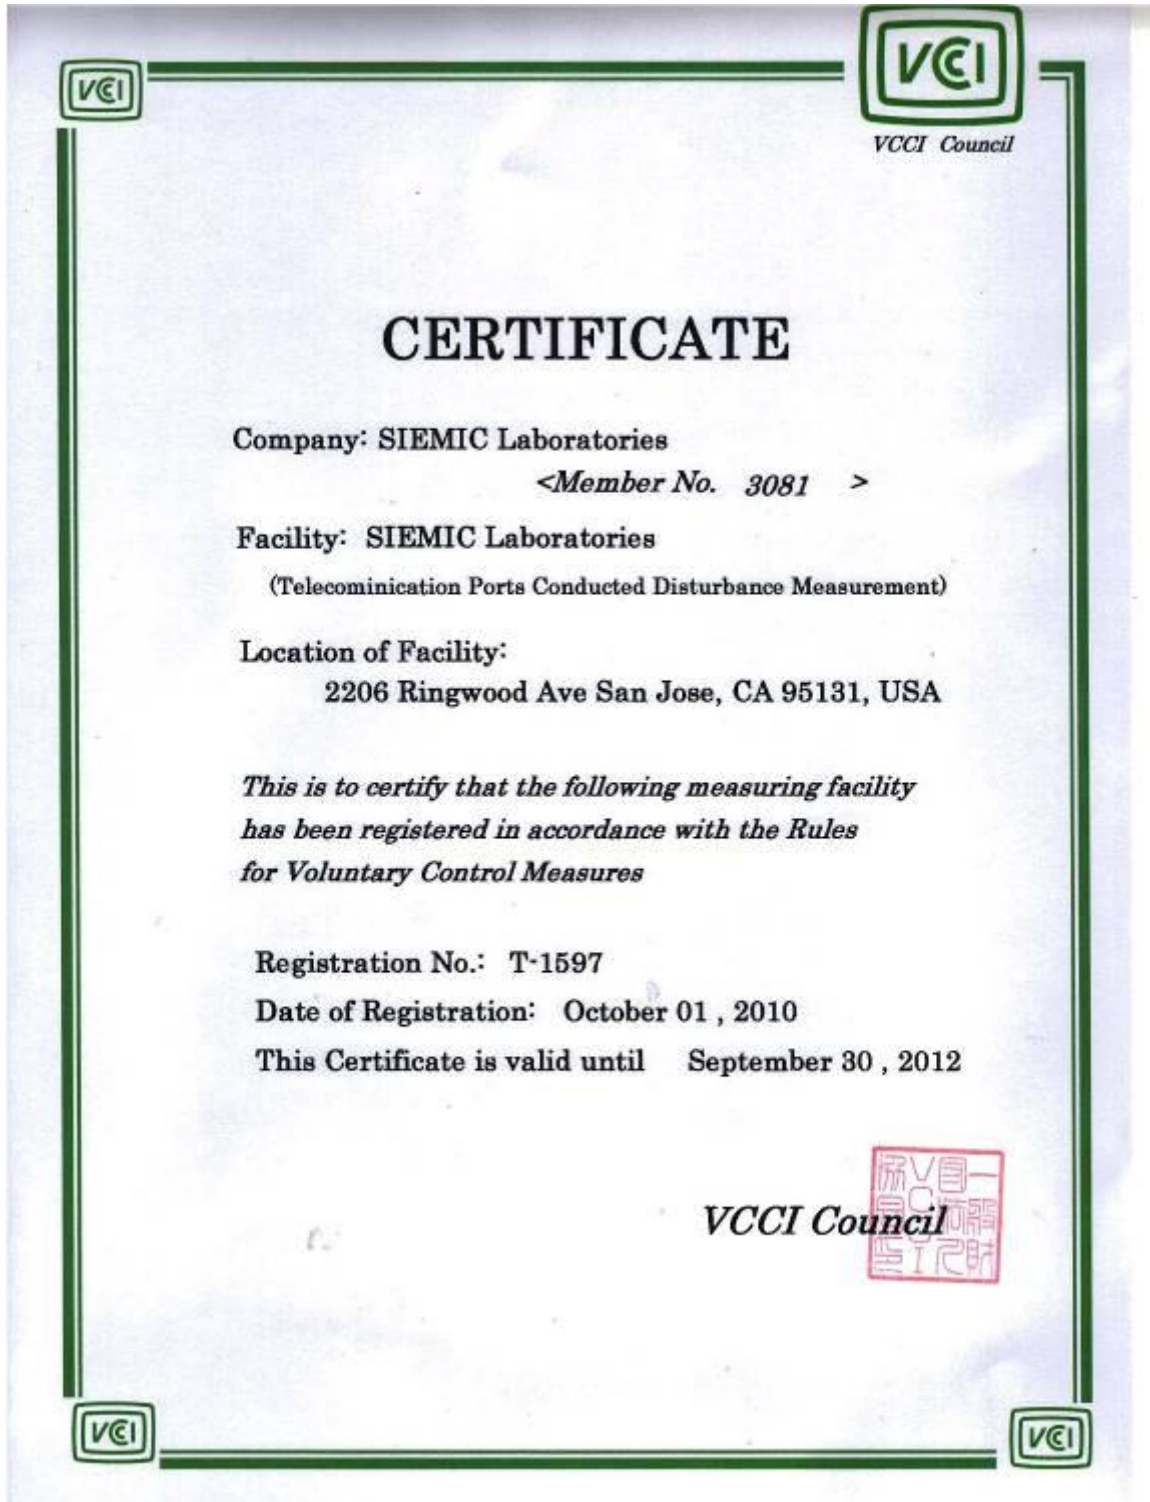 VCCI
VCCI
VCCI Council
CERTIFICATE
Company: SIEMIC Laboratories
<Member No. 3081 >
Facility: SIEMIC Laboratories
(Telecominication Ports Conducted Disturbance Measurement)
Location of Facility:
2206 Ringwood Ave San Jose, CA 95131, USA
This is to certify that the following measuring facility
has been registered in accordance with the Rules
for Voluntary Control Measures
Registration No.: T-1597
Date of Registration: October 01 , 2010
This Certificate is valid until September 30 , 2012
VCCI Council
VCCI
VCCI